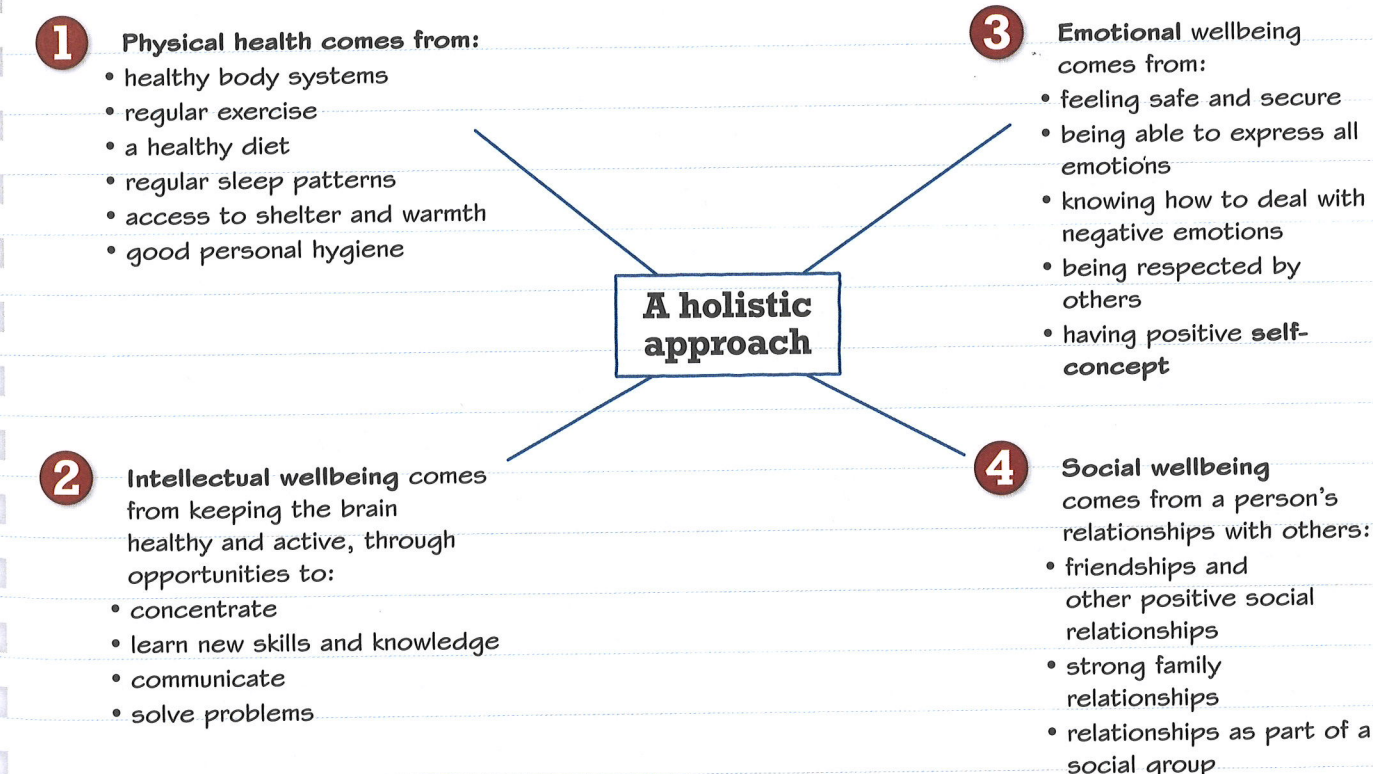 1
Physical health comes from:
• healthy body systems
• regular exercise
• a healthy diet
• regular sleep patterns
• access to shelter and warmth
• good personal hygiene
2
Intellectual wellbeing comes
from keeping the brain
healthy and active, through
opportunities to:
• concentrate
• learn new skills and knowledge
• communicate
• solve problems
A holistic
approach
3
Emotional wellbeing
comes from:
• feeling safe and secure
• being able to express all
emotions
• knowing how to deal with
negative emotions
• being respected by
others
• having positive self-
concept
4
Social wellbeing
comes from a person's
relationships with others:
• friendships and
other positive social
relationships
• strong family
relationships
• relationships as part of a
social group